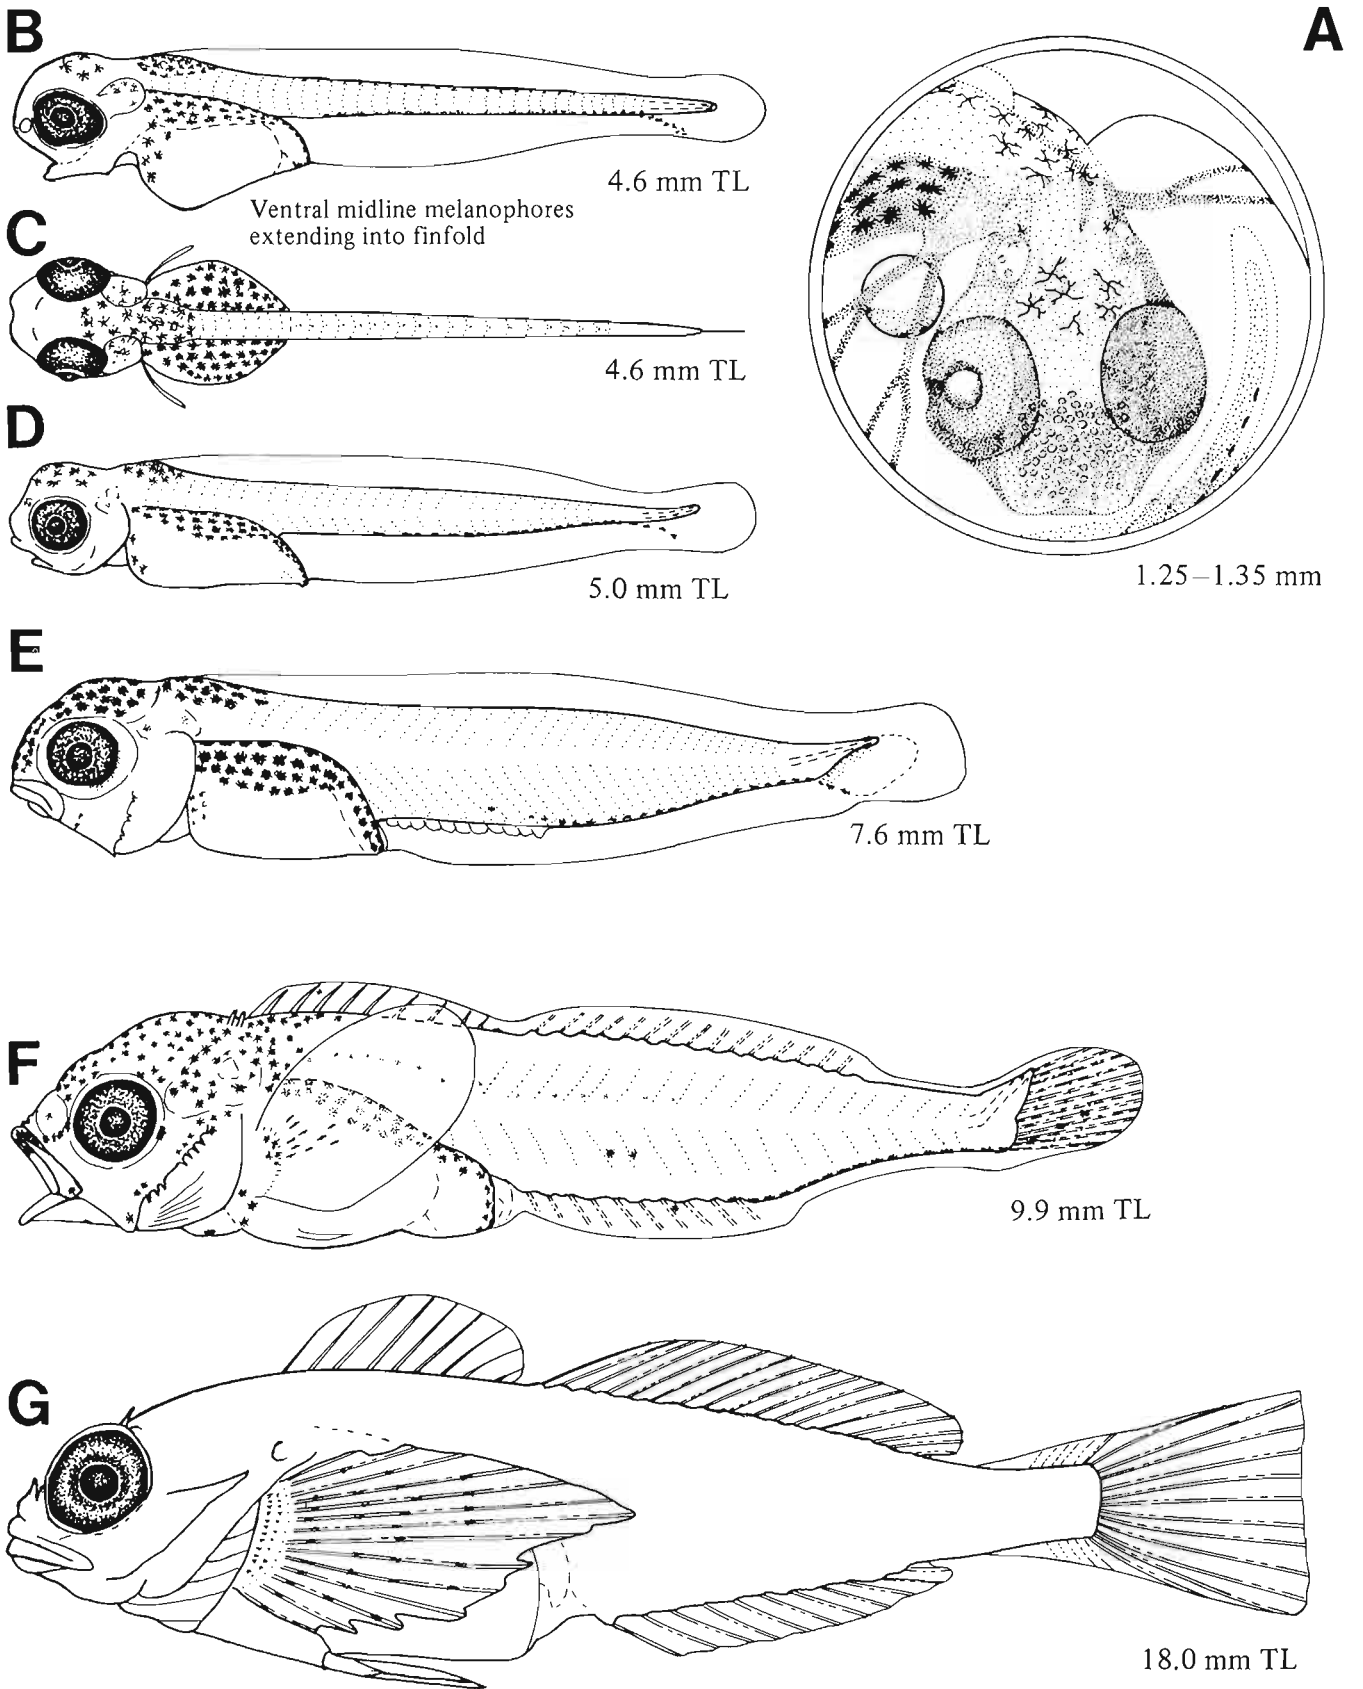 B
A
4.6 mm TL
Ventral midline melanophores
extending into finfold
C
4.6 mm TL
D
5.0 mm TL
1.25–1.35 mm
E
7.6 mm TL
F
9.9 mm TL
G
18.0 mm TL